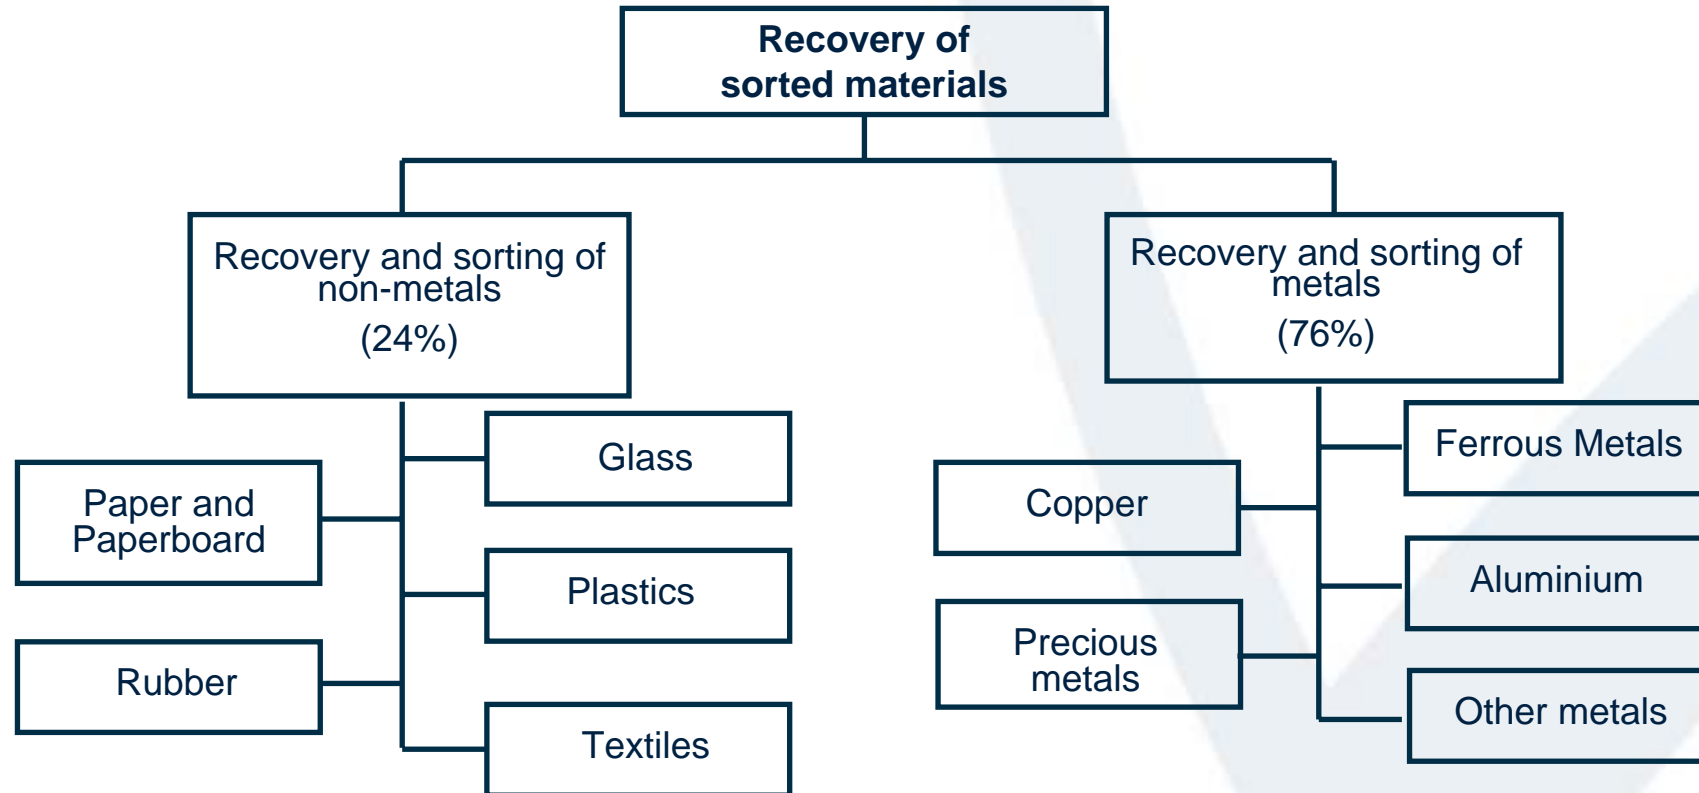 Recovery of
sorted materials
Recovery and sorting of
non-metals
(24%)
Recovery and sorting of
metals
(76%)
Glass
Paper and
Paperboard
Plastics
Rubber
Textiles
Ferrous Metals
Copper
Aluminium
Precious
metals
Other metals